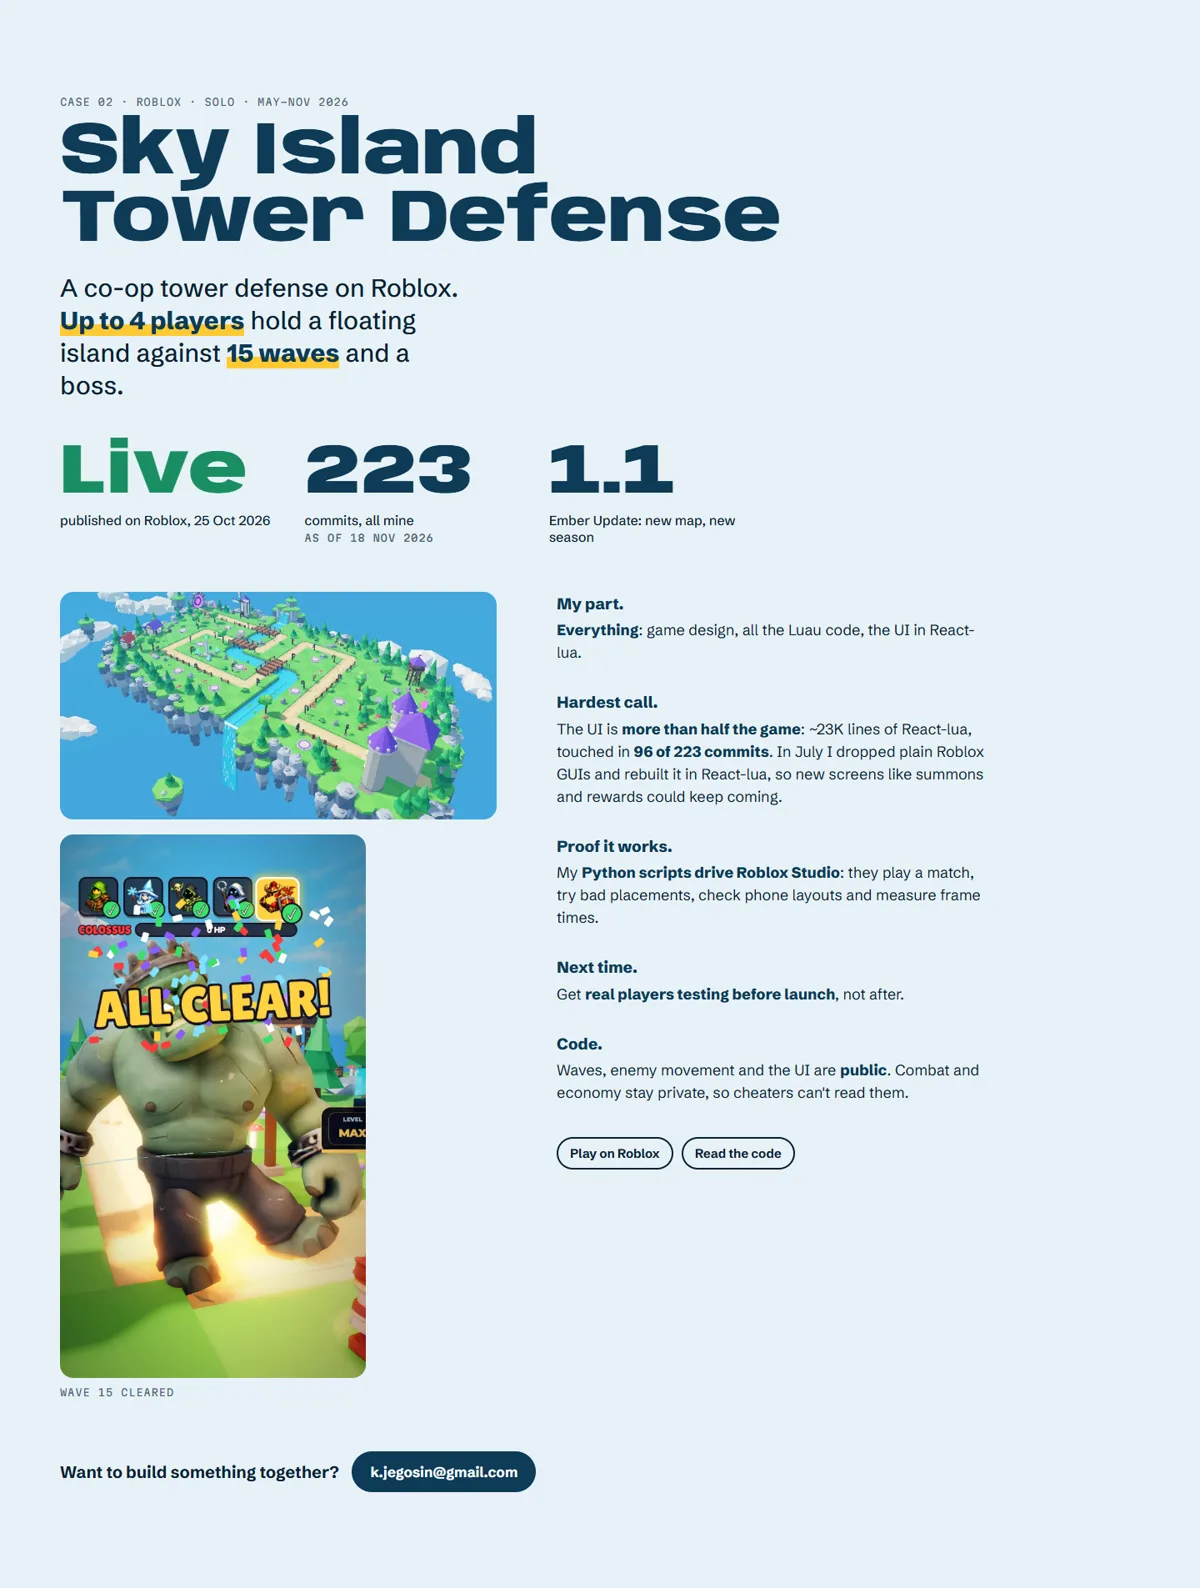 CASE 02 · ROBLOX · SOLO · MAY–NOV 2026
Sky Island
Tower Defense
A co-op tower defense on Roblox.
Up to 4 players hold a floating
island against 15 waves and a
boss.
Live
published on Roblox, 25 Oct 2026
223
commits, all mine
AS OF 18 NOV 2026
1.1
Ember Update: new map, new
season
COLOSSUS
0 HP
ALL CLEAR!
LEVEL
MAX
WAVE 15 CLEARED
My part.
Everything: game design, all the Luau code, the UI in React-
lua.
Hardest call.
The UI is more than half the game: ~23K lines of React-lua,
touched in 96 of 223 commits. In July I dropped plain Roblox
GUIs and rebuilt it in React-lua, so new screens like summons
and rewards could keep coming.
Proof it works.
My Python scripts drive Roblox Studio: they play a match,
try bad placements, check phone layouts and measure frame
times.
Next time.
Get real players testing before launch, not after.
Code.
Waves, enemy movement and the UI are public. Combat and
economy stay private, so cheaters can't read them.
Play on Roblox
Read the code
Want to build something together?
k.jegosin@gmail.com